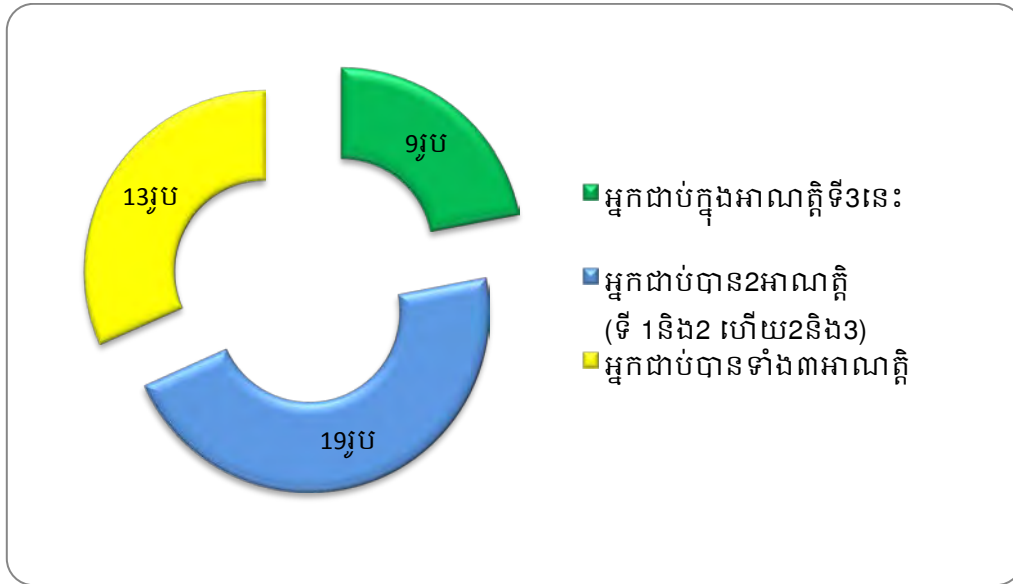 9រូប
13រូប
19រូប
អ្នកជាប់ក្នុងអាណត្តិទី3នេះ
អ្នកជាប់បាន2អាណត្តិ
(ទី 1និង2 ហើយ2និង3)
អ្នកជាប់បានទាំង៣អាណត្តិ